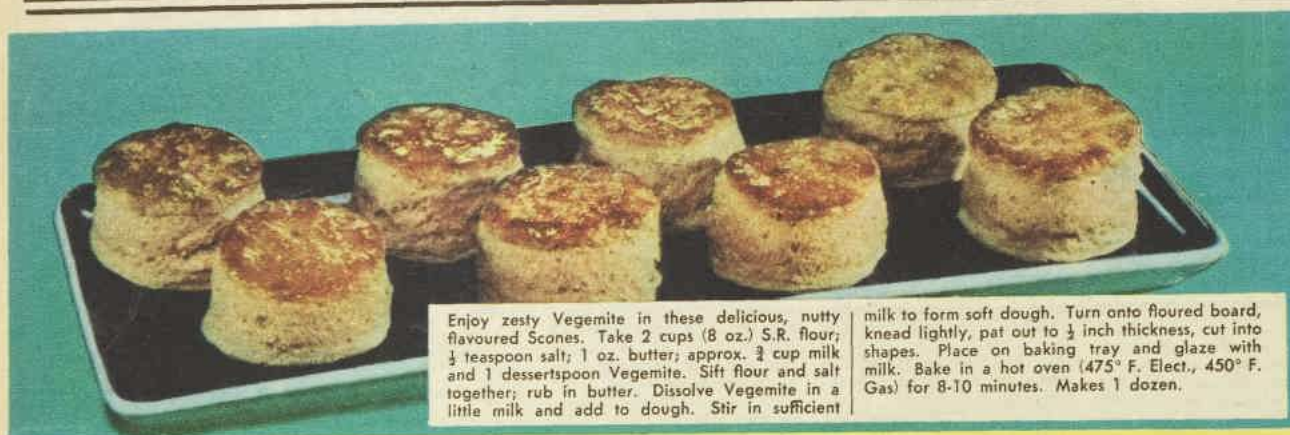 Enjoy zesty Vegemite in these delicious, nutty
flavoured Scones. Take 2 cups (8 oz.) S.R. flour;
½ teaspoon salt; 1 oz. butter; approx. ¾ cup milk
and 1 dessertspoon Vegemite. Sift flour and salt
together; rub in butter. Dissolve Vegemite in a
little milk and add to dough. Stir in sufficient
milk to form soft dough. Turn onto floured board,
knead lightly, pat out to ½ inch thickness, cut into
shapes. Place on baking tray and glaze with
milk. Bake in a hot oven (475° F. Elect., 450° F.
Gas) for 8-10 minutes. Makes 1 dozen.